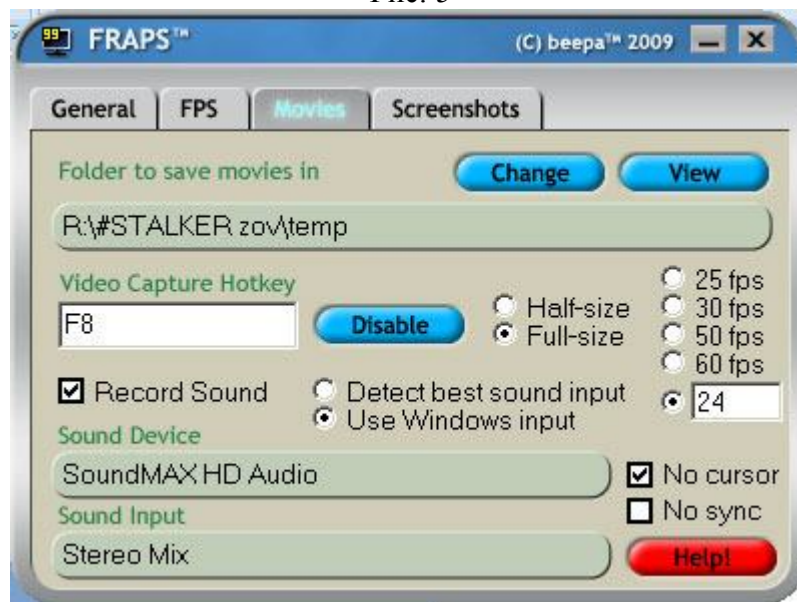 FRAPS™ (C) beepa™ 2009
General FPS Movies Screenshots
Folder to save movies in Change View
R:\#STALKER zov\temp
Video Capture Hotkey
F8 Disable
Half-size
Full-size
25 fps
30 fps
50 fps
60 fps
24
Record Sound
Detect best sound input
Use Windows input
Sound Device
SoundMAX HD Audio
No cursor
No sync
Sound Input
Stereo Mix
Help!